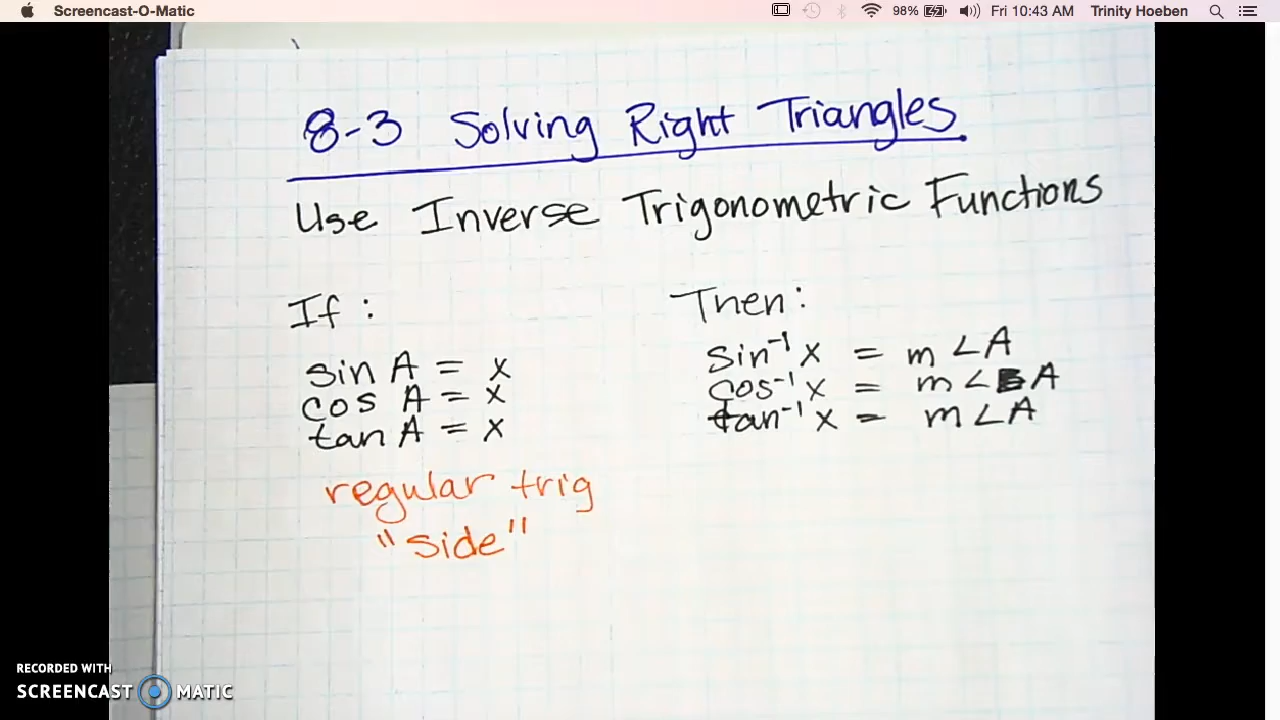 Screencast-O-Matic 98% Fri 10:43 AM Trinity Hoeben
8-3 Solving Right Triangles
Use Inverse Trigonometric Functions
If: Then:
sin A = x sin⁻¹ x = m∠A
cos A = x cos⁻¹ x = m∠A
tan A = x tan⁻¹ x = m∠A
regular trig
"side"
RECORDED WITH
SCREENCAST MATIC